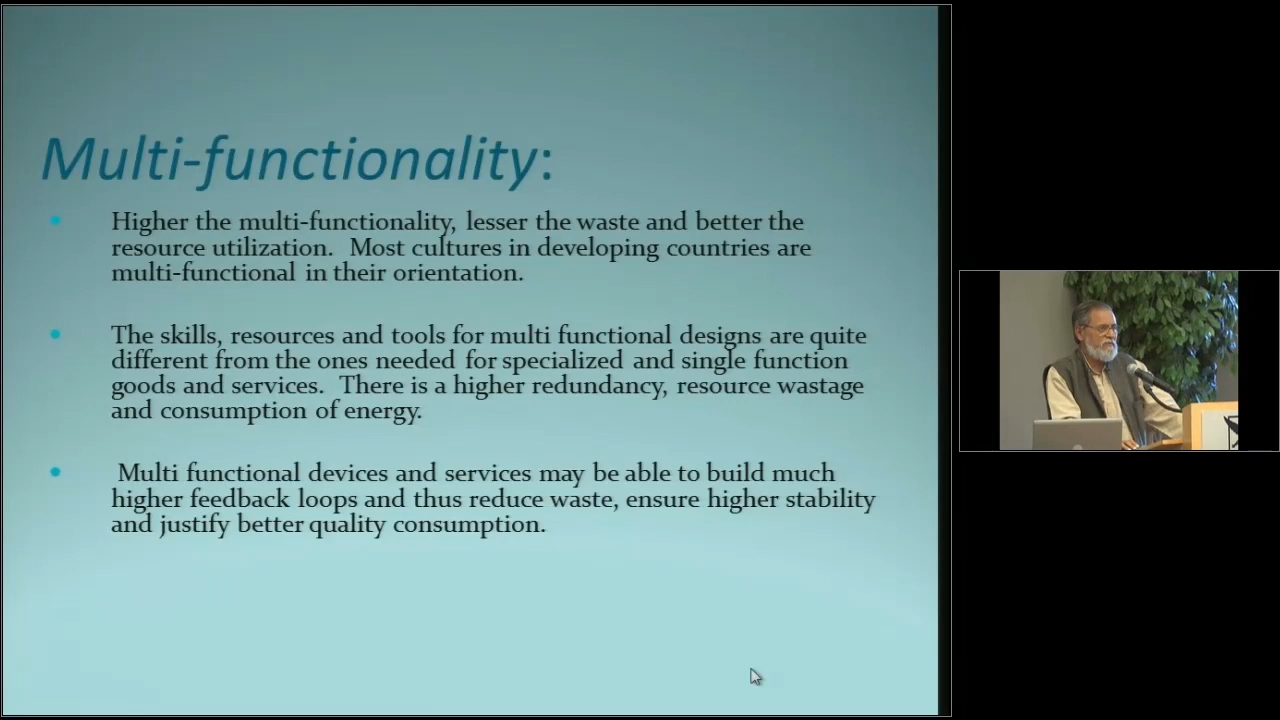 Multi-functionality:
Higher the multi-functionality, lesser the waste and better the
resource utilization.  Most cultures in developing countries are
multi-functional in their orientation.
The skills, resources and tools for multi functional designs are quite
different from the ones needed for specialized and single function
goods and services.  There is a higher redundancy, resource wastage
and consumption of energy.
Multi functional devices and services may be able to build much
higher feedback loops and thus reduce waste, ensure higher stability
and justify better quality consumption.